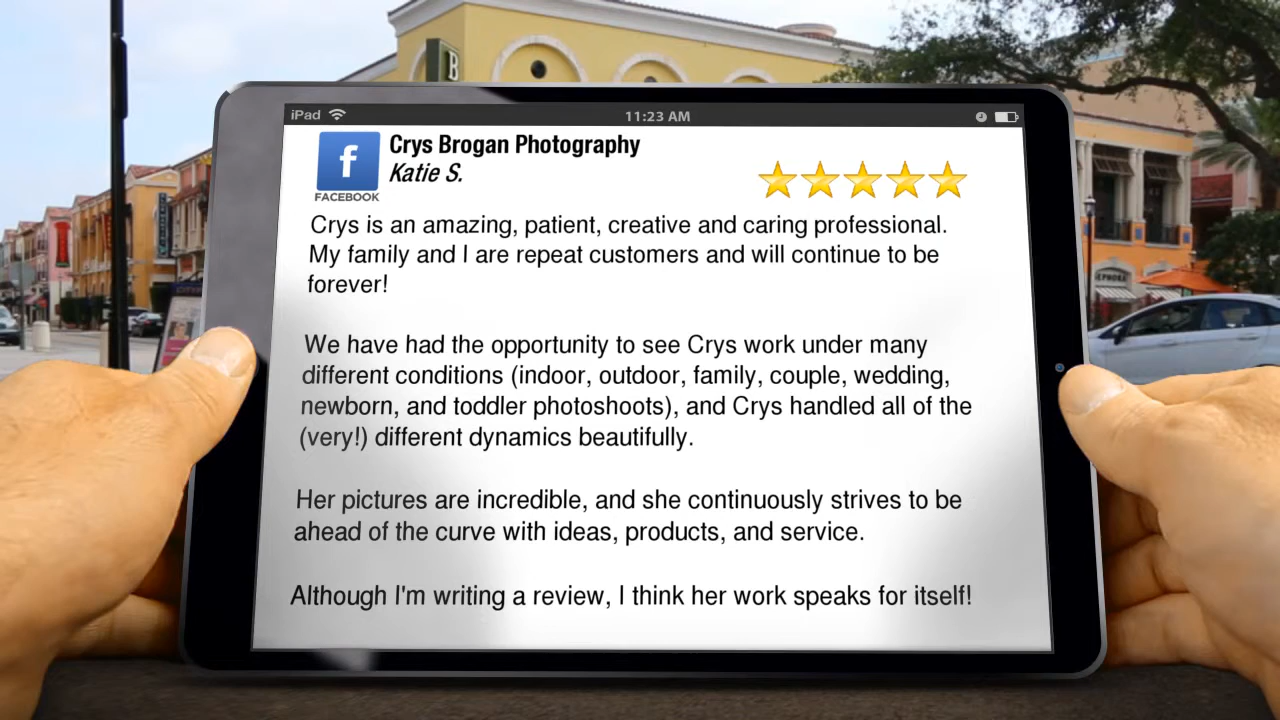 B
iPad
11:23 AM
f
FACEBOOK
Crys Brogan Photography
Katie S.
Crys is an amazing, patient, creative and caring professional.
My family and I are repeat customers and will continue to be
forever!
We have had the opportunity to see Crys work under many
different conditions (indoor, outdoor, family, couple, wedding,
newborn, and toddler photoshoots), and Crys handled all of the
(very!) different dynamics beautifully.
Her pictures are incredible, and she continuously strives to be
ahead of the curve with ideas, products, and service.
Although I'm writing a review, I think her work speaks for itself!
SEPHORA